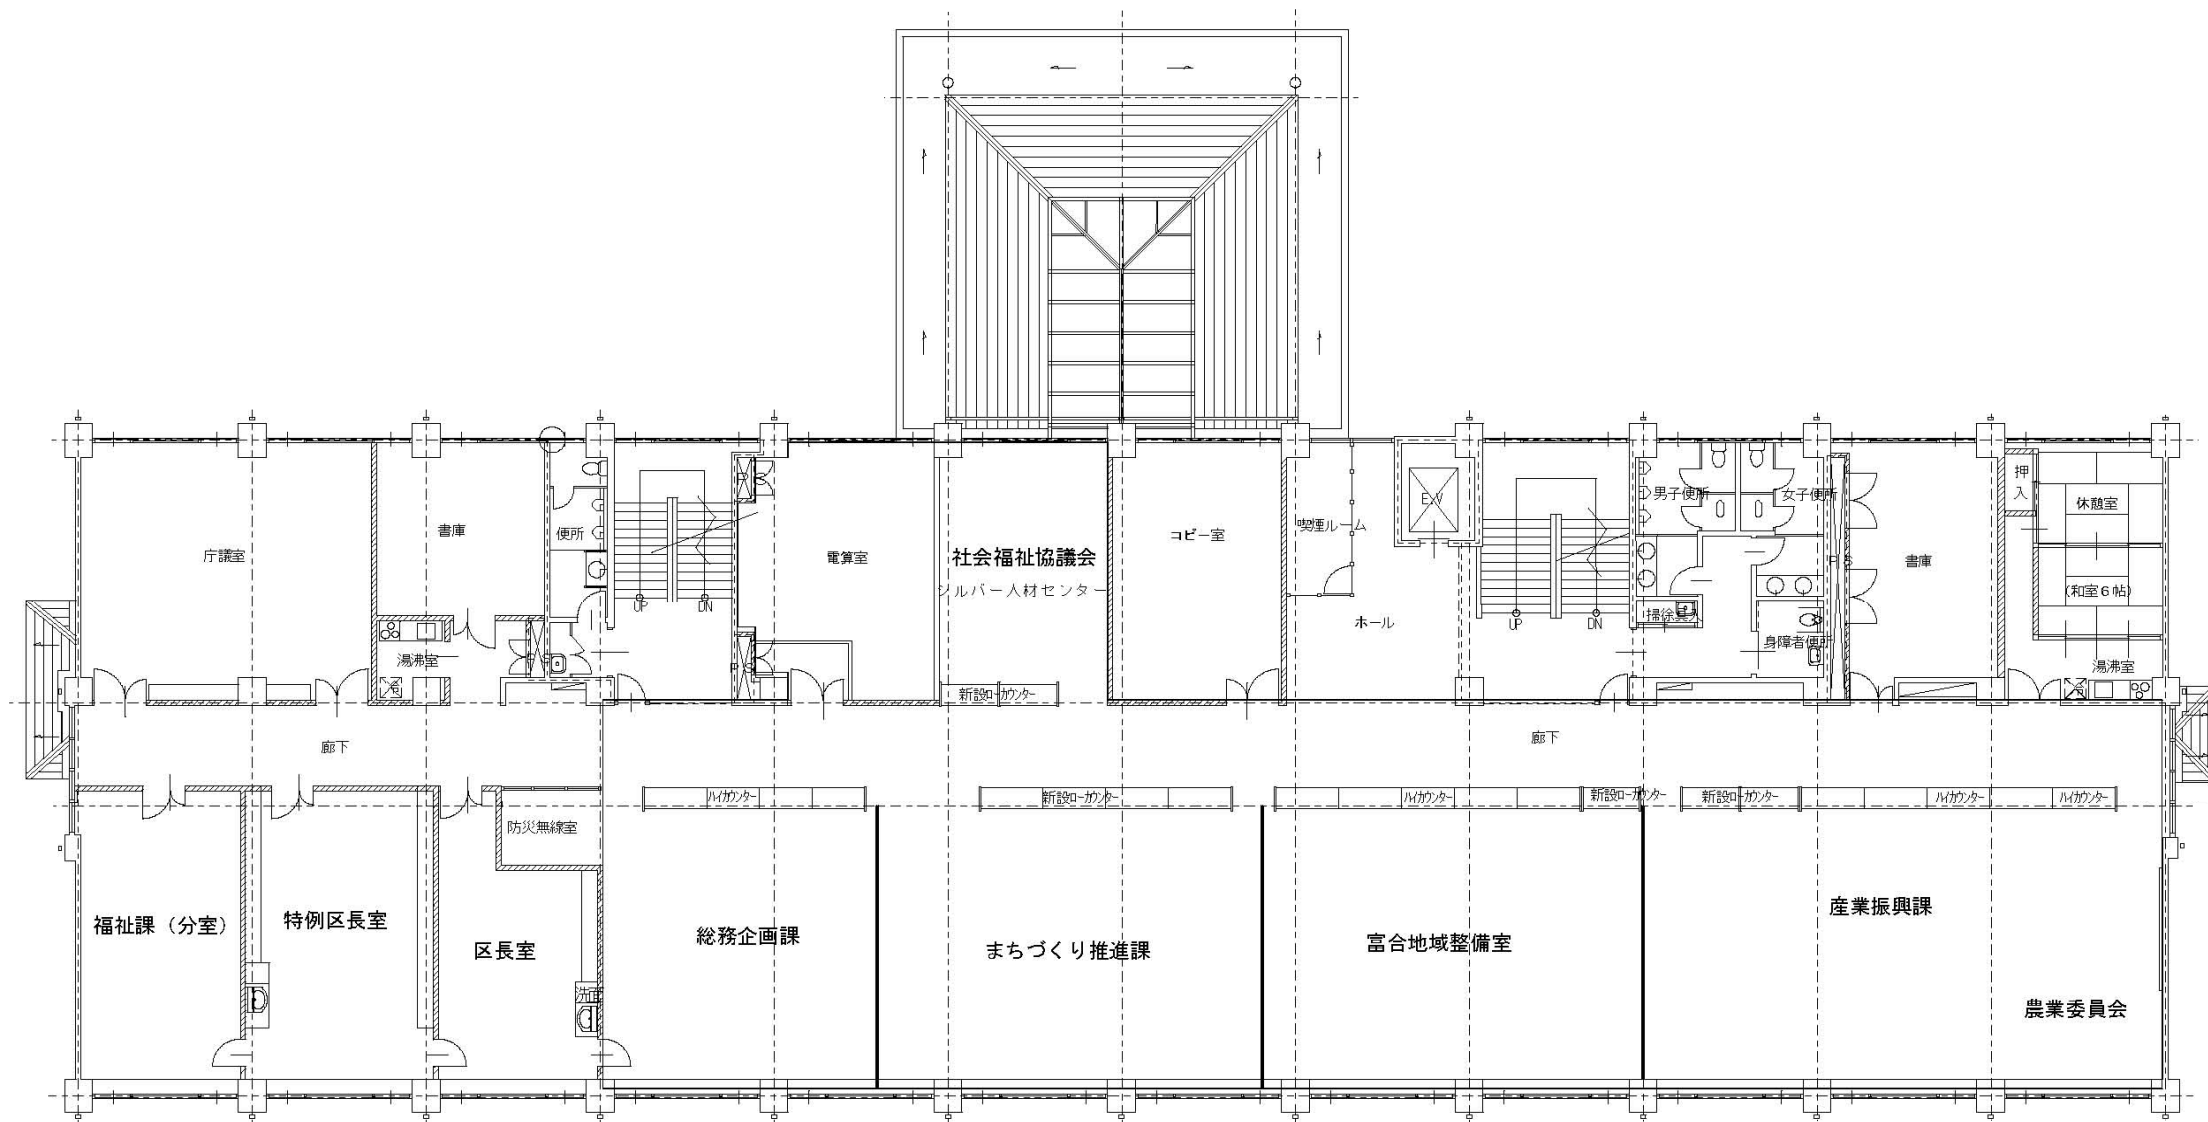 押
入
休憩室
E.V
男子便所
女子便所
喫煙ルーム
書庫
便所
コピー室
庁議室
電算室
社会福祉協議会
シルバー人材センター
書庫
(和室6帖)
UP
DN
UP
DN
掃除具入
ホール
身障者便所
湯沸室
湯沸室
新設ローカウンター
廊下
廊下
ハイカウンター
新設ローカウンター
ハイカウンター
新設ローカウンター
新設ローカウンター
ハイカウンター
ハイカウンター
防災無線室
福祉課（分室）
特例区長室
区長室
総務企画課
まちづくり推進課
富合地域整備室
産業振興課
洗面
農業委員会